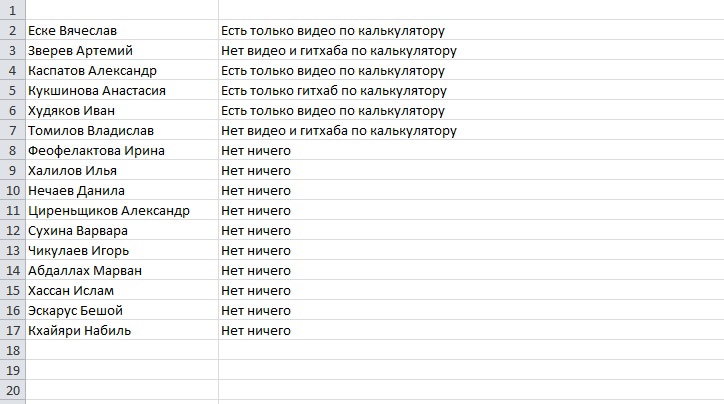 1
2 Еске Вячеслав Есть только видео по калькулятору
3 Зверев Артемий Нет видео и гитхаба по калькулятору
4 Каспатов Александр Есть только видео по калькулятору
5 Кукшинова Анастасия Есть только гитхаб по калькулятору
6 Худяков Иван Есть только видео по калькулятору
7 Томилов Владислав Нет видео и гитхаба по калькулятору
8 Феофелактова Ирина Нет ничего
9 Халилов Илья Нет ничего
10 Нечаев Данила Нет ничего
11 Циреньщиков Александр Нет ничего
12 Сухина Варвара Нет ничего
13 Чикулаев Игорь Нет ничего
14 Абдаллах Марван Нет ничего
15 Хассан Ислам Нет ничего
16 Эскарус Бешой Нет ничего
17 Кхайяри Набиль Нет ничего
18
19
20